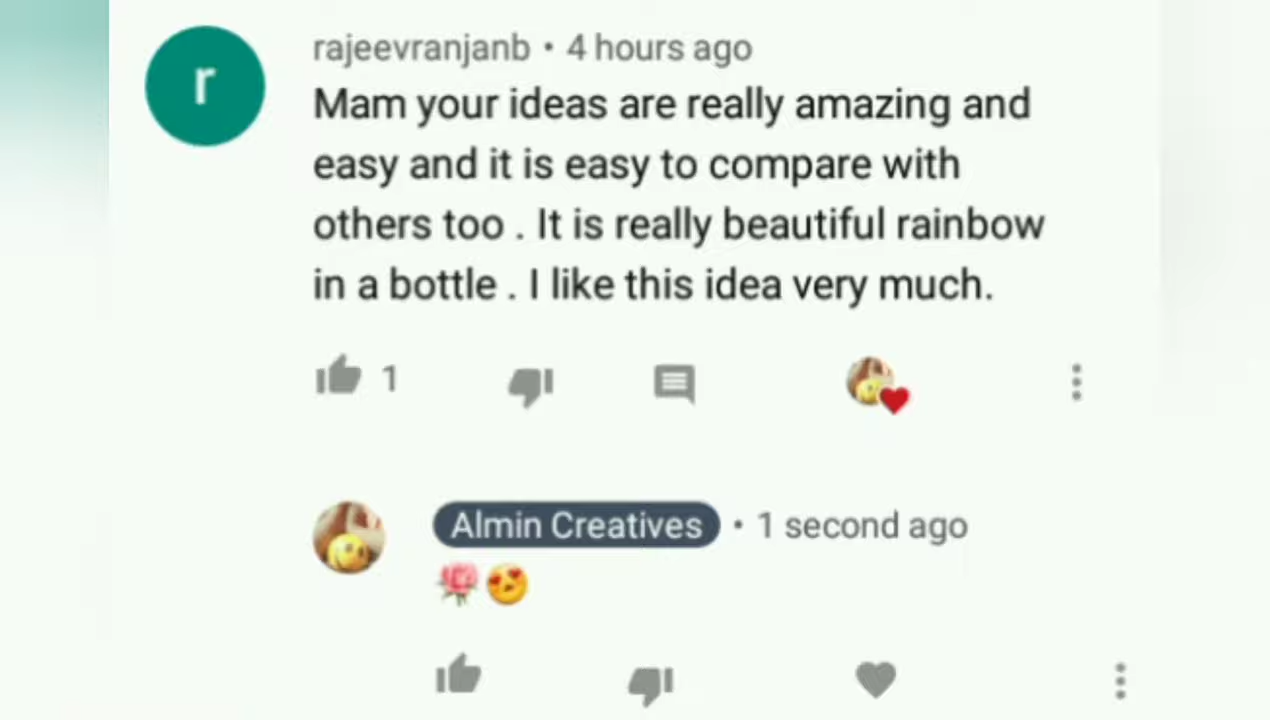 r
rajeevranjanb • 4 hours ago
Mam your ideas are really amazing and
easy and it is easy to compare with
others too . It is really beautiful rainbow
in a bottle . I like this idea very much.
1
Almin Creatives • 1 second ago
🌹😍